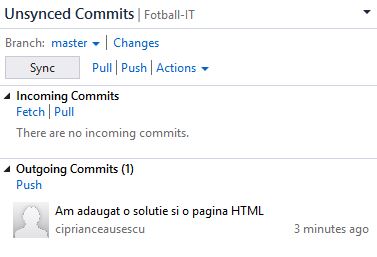 Unsynced Commits | Fotball-IT
Branch: master | Changes
Sync Pull | Push | Actions
Incoming Commits
Fetch | Pull
There are no incoming commits.
Outgoing Commits (1)
Push
Am adaugat o solutie si o pagina HTML
ciprianceausescu 3 minutes ago